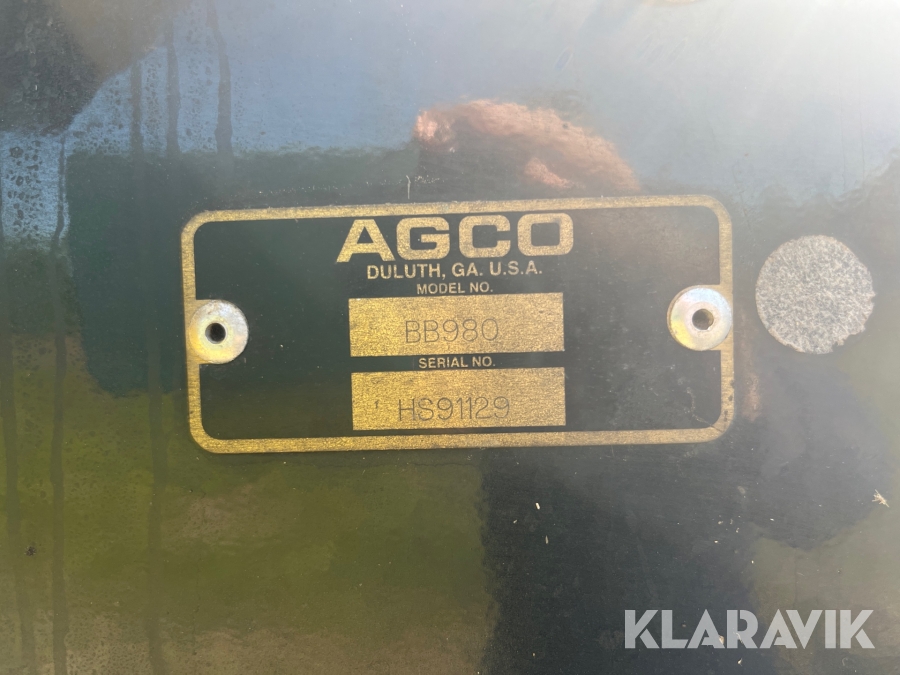 AGCO
DULUTH, GA. U.S.A.
MODEL NO.
BB980
SERIAL NO.
HS91129
KLARAVIK